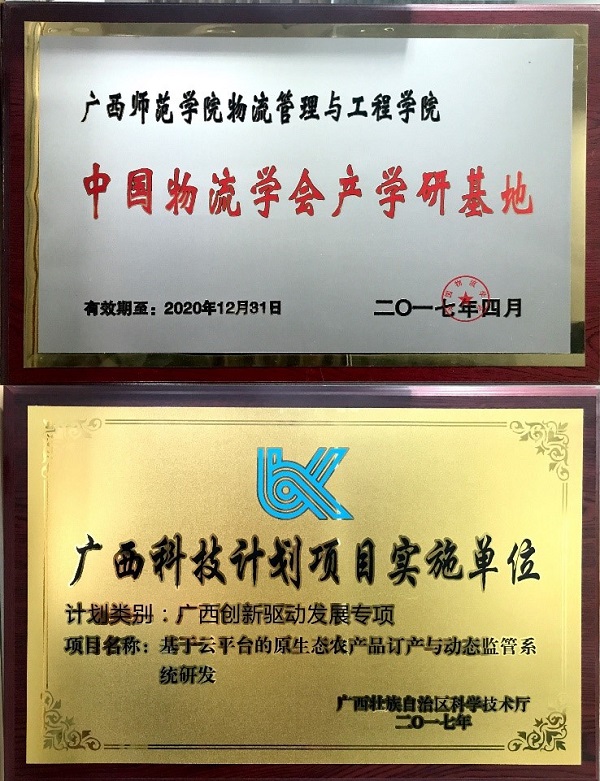 广西师范学院物流管理与工程学院
中国物流学会产学研基地
有效期至：2020年12月31日
二〇一七年四月
广西科技计划项目实施单位
计划类别：广西创新驱动发展专项
项目名称：基于云平台的原生态农产品订产与动态监管系
统研发
广西壮族自治区科学技术厅
二〇一七年